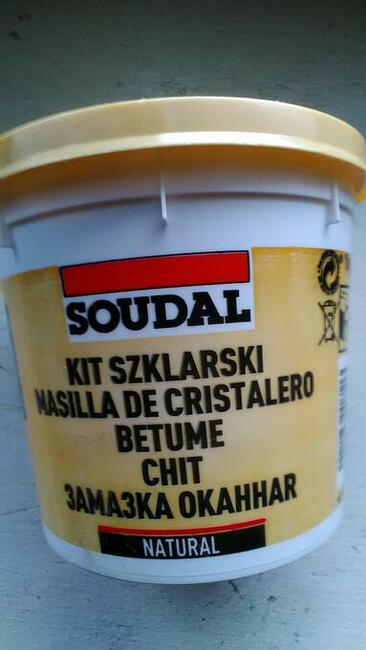 SOUDAL
KIT SZKLARSKI
MASILLA DE CRISTALERO
BETUME
CHIT
ЗАМАЗКА ОКАННАЯ
NATURAL